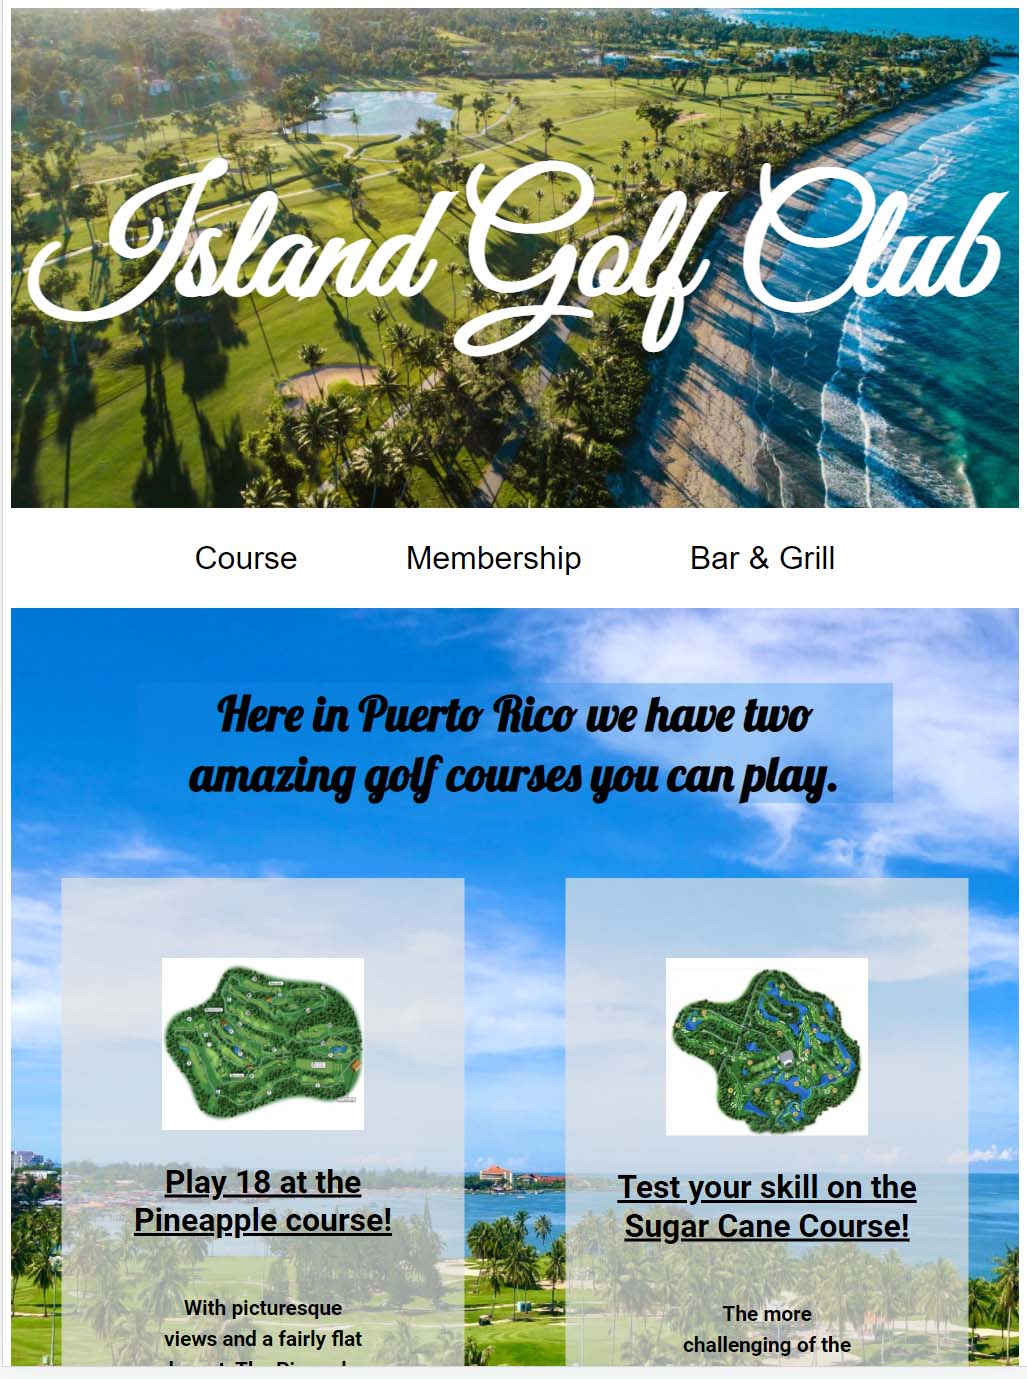 Island Golf Club
Course Membership Bar & Grill
Here in Puerto Rico we have two
amazing golf courses you can play.
Play 18 at the
Pineapple course!
With picturesque
views and a fairly flat
Test your skill on the
Sugar Cane Course!
The more
challenging of the